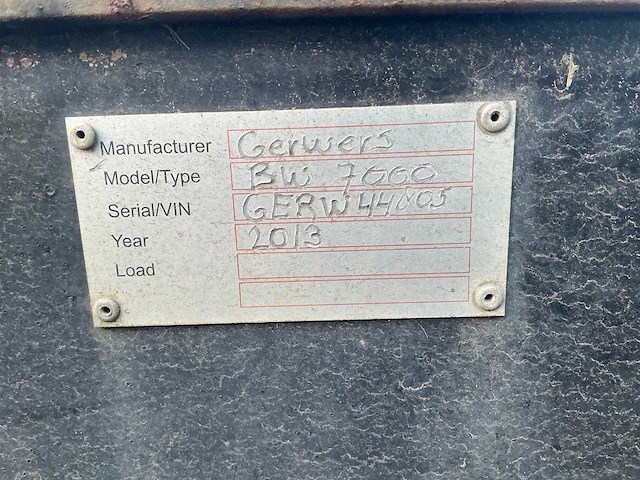 Manufacturer Gerwers
Model/Type BW 7000
Serial/VIN GERW44005
Year 2013
Load